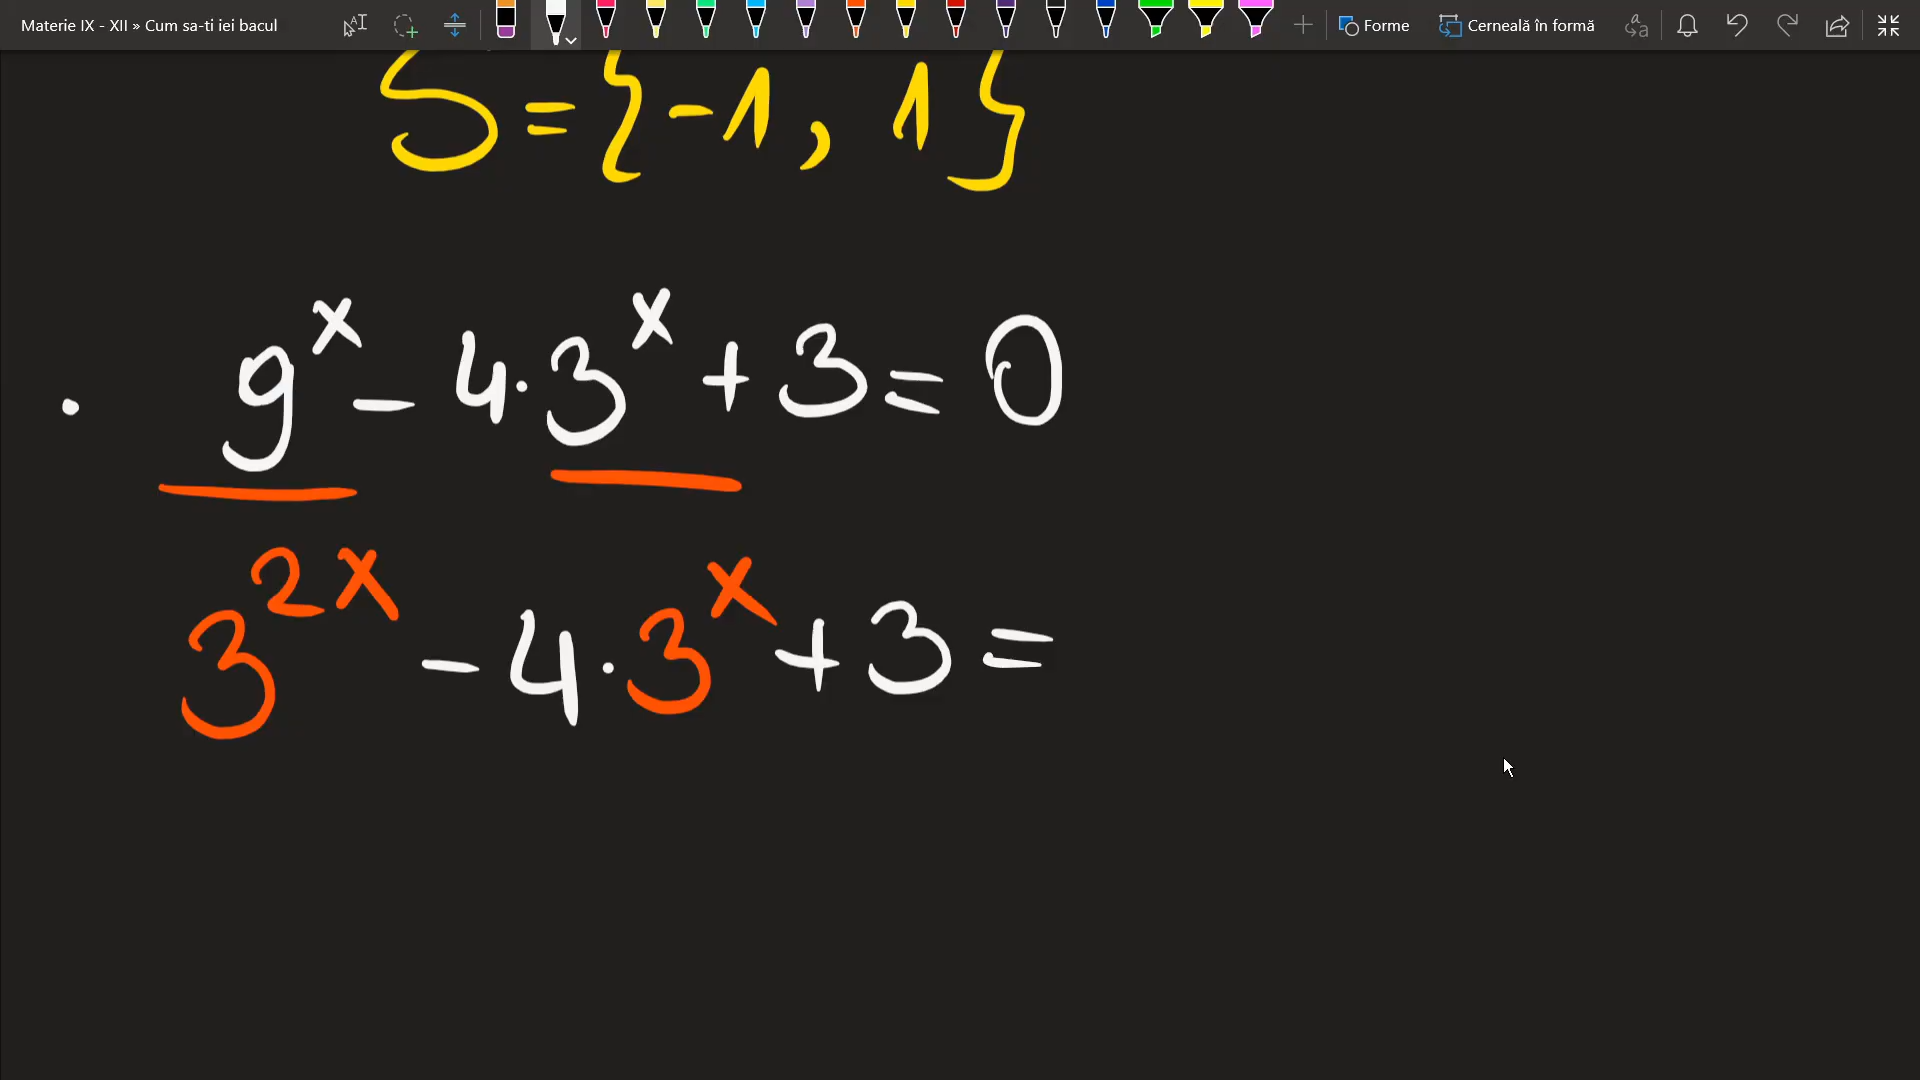 Materie IX - XII » Cum sa-ti iei bacul Forme Cerneală în formă
S = {-1, 1}
. 9^x - 4·3^x + 3 = 0
3^2x - 4·3^x + 3 =